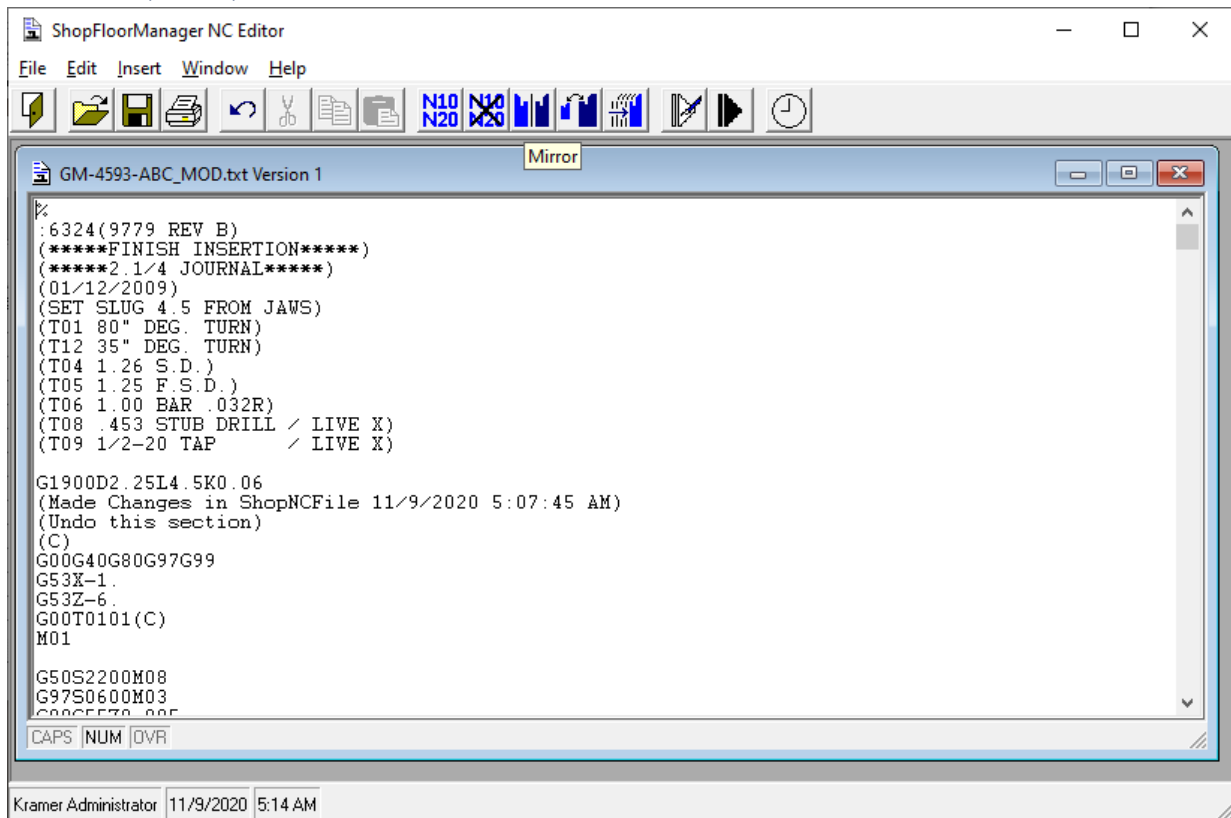 ShopFloorManager NC Editor
File Edit Insert Window Help
N10 N10
N20 N20
Mirror
GM-4593-ABC_MOD.txt Version 1
%
:6324(9779 REV B)
(*****FINISH INSERTION*****)
(*****2.1/4 JOURNAL*****)
(01/12/2009)
(SET SLUG 4.5 FROM JAWS)
(T01 80" DEG. TURN)
(T12 35" DEG. TURN)
(T04 1.26 S.D.)
(T05 1.25 F.S.D.)
(T06 1.00 BAR .032R)
(T08 .453 STUB DRILL / LIVE X)
(T09 1/2-20 TAP      / LIVE X)
G1900D2.25L4.5K0.06
(Made Changes in ShopNCFile 11/9/2020 5:07:45 AM)
(Undo this section)
(C)
G00G40G80G97G99
G53X-1.
G53Z-6.
G00T0101(C)
M01
G50S2200M08
G97S0600M03
CAPS NUM OVR
Kramer Administrator 11/9/2020 5:14 AM